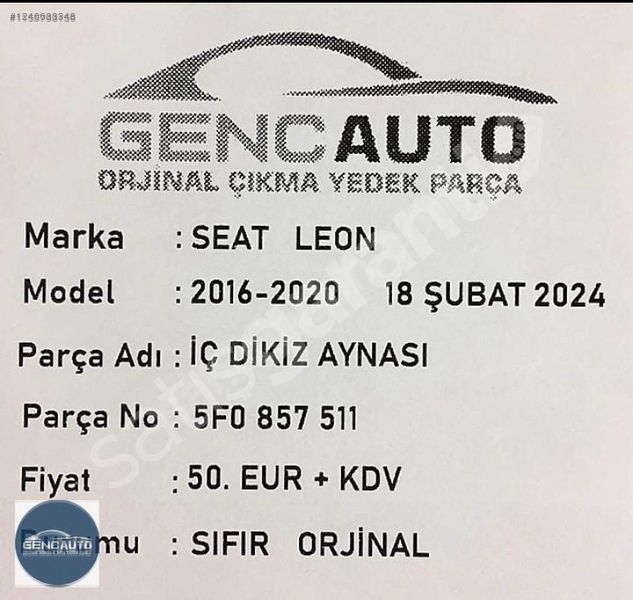 GENCAUTO
ORJİNAL ÇIKMA YEDEK PARÇA
Marka : SEAT LEON
Model : 2016-2020 18 ŞUBAT 2024
Parça Adı : İÇ DİKİZ AYNASI
Parça No : 5F0 857 511
Fiyat : 50. EUR + KDV
mu : SIFIR ORJİNAL
GENCAUTO